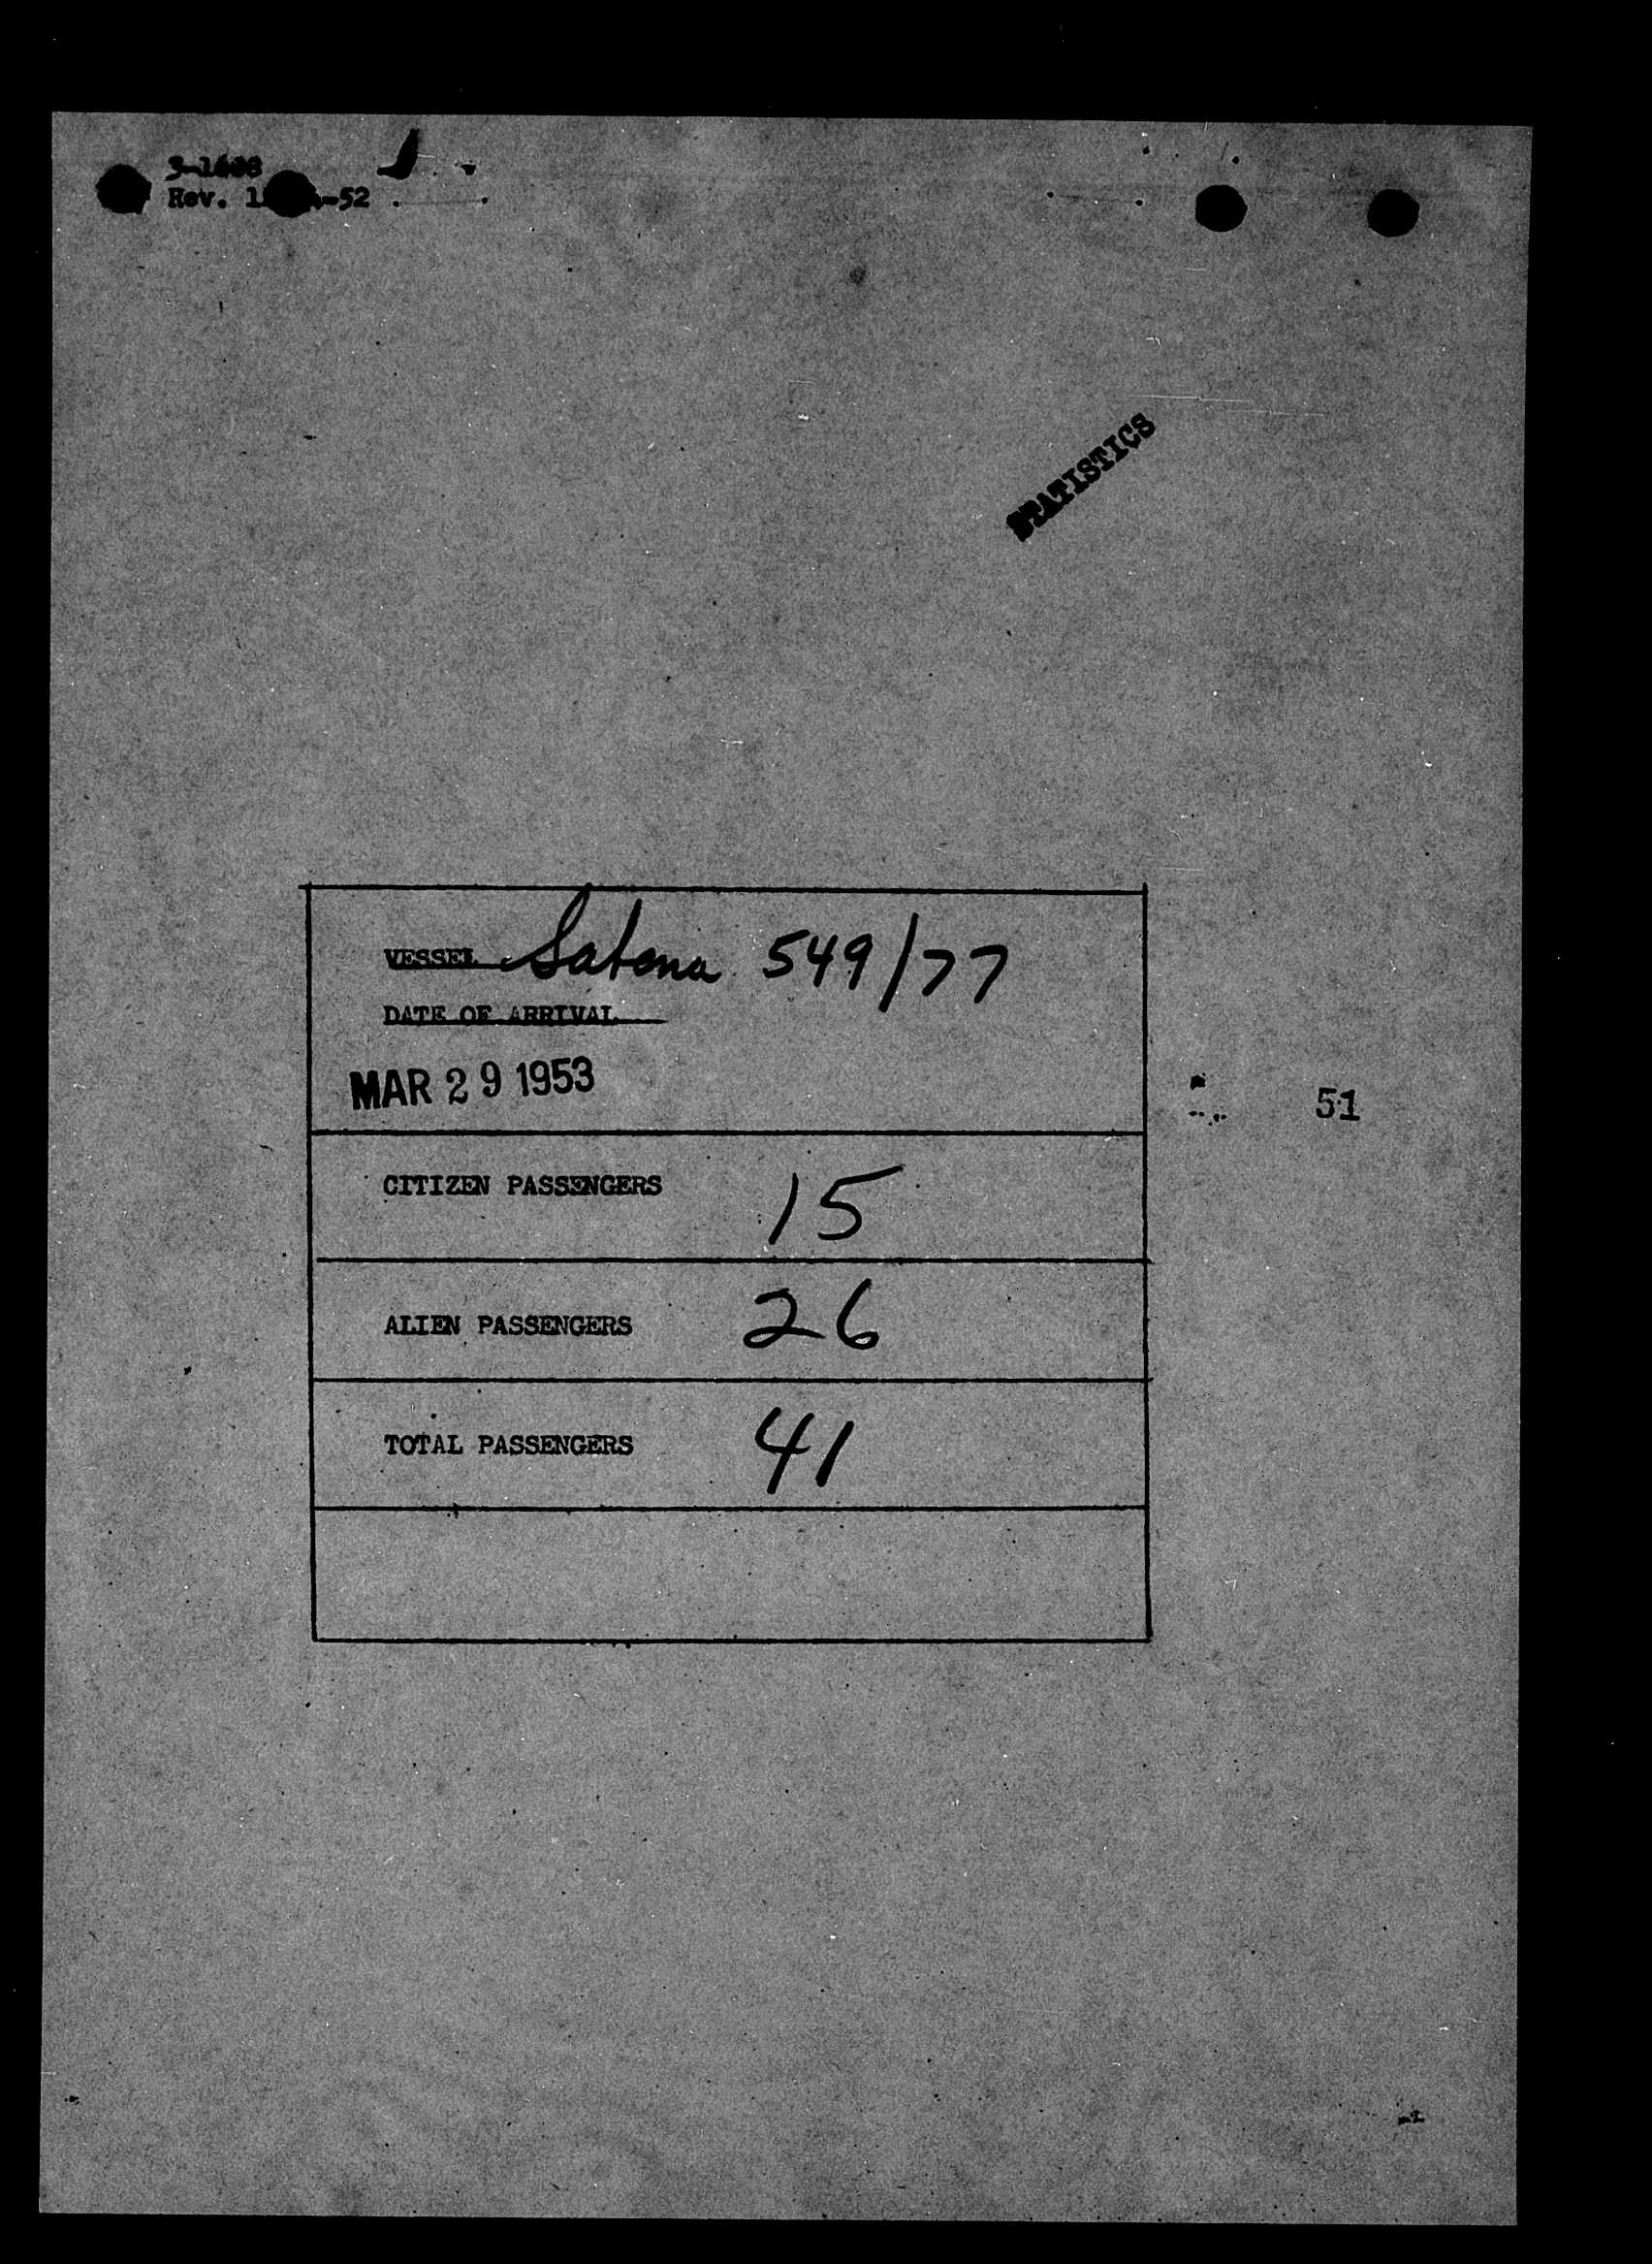 3-1608
Rev. 1 -52
STATISTICS
VESSEL Sabena 549/77
DATE OF ARRIVAL
MAR 29 1953
51
CITIZEN PASSENGERS 15
ALIEN PASSENGERS 26
TOTAL PASSENGERS 41